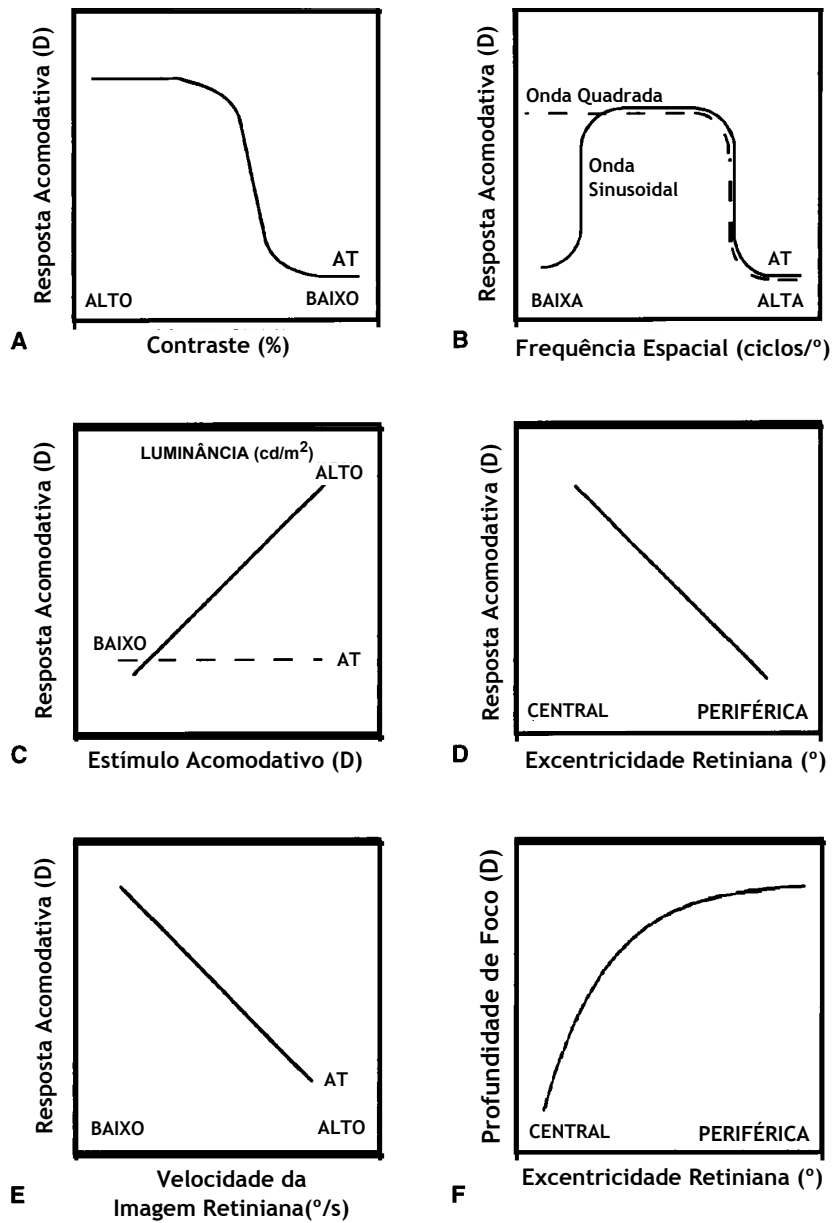 Resposta Acomodativa (D)
ALTO
BAIXO
AT
A
Contraste (%)
Resposta Acomodativa (D)
Onda Quadrada
Onda
Sinusoidal
AT
BAIXA
ALTA
B
Frequência Espacial (ciclos/º)
Resposta Acomodativa (D)
LUMINÂNCIA (cd/m²)
ALTO
BAIXO
AT
C
Estímulo Acomodativo (D)
Resposta Acomodativa (D)
CENTRAL
PERIFÉRICA
D
Excentricidade Retiniana (º)
Resposta Acomodativa (D)
AT
BAIXO
ALTO
E
Velocidade da
Imagem Retiniana(º/s)
Profundidade de Foco (D)
CENTRAL
PERIFÉRICA
F
Excentricidade Retiniana (º)